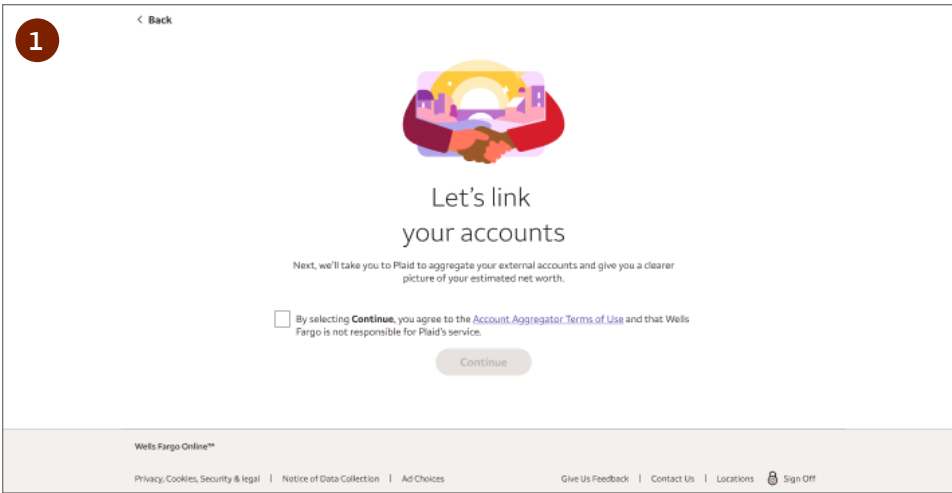 1
< Back
Let's link
your accounts
Next, we'll take you to Plaid to aggregate your external accounts and give you a clearer
picture of your estimated net worth.
By selecting Continue, you agree to the Account Aggregator Terms of Use and that Wells
Fargo is not responsible for Plaid's service.
Continue
Wells Fargo Online℠
Privacy, Cookies, Security & legal | Notice of Data Collection | Ad Choices Give Us Feedback | Contact Us | Locations Sign Off